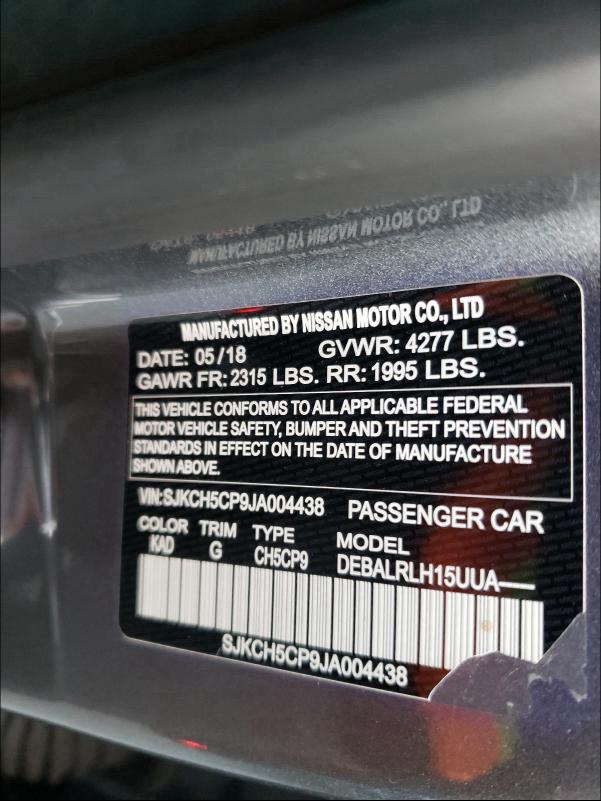 MANUFACTURED BY NISSAN MOTOR CO., LTD
DATE: 05/18 GVWR: 4277 LBS.
GAWR FR: 2315 LBS. RR: 1995 LBS.
THIS VEHICLE CONFORMS TO ALL APPLICABLE FEDERAL
MOTOR VEHICLE SAFETY, BUMPER AND THEFT PREVENTION
STANDARDS IN EFFECT ON THE DATE OF MANUFACTURE
SHOWN ABOVE.
VIN:SJKCH5CP9JA004438 PASSENGER CAR
COLOR TRIM TYPE MODEL
KAD G CH5CP9 DEBALRLH15UUA-----
SJKCH5CP9JA004438